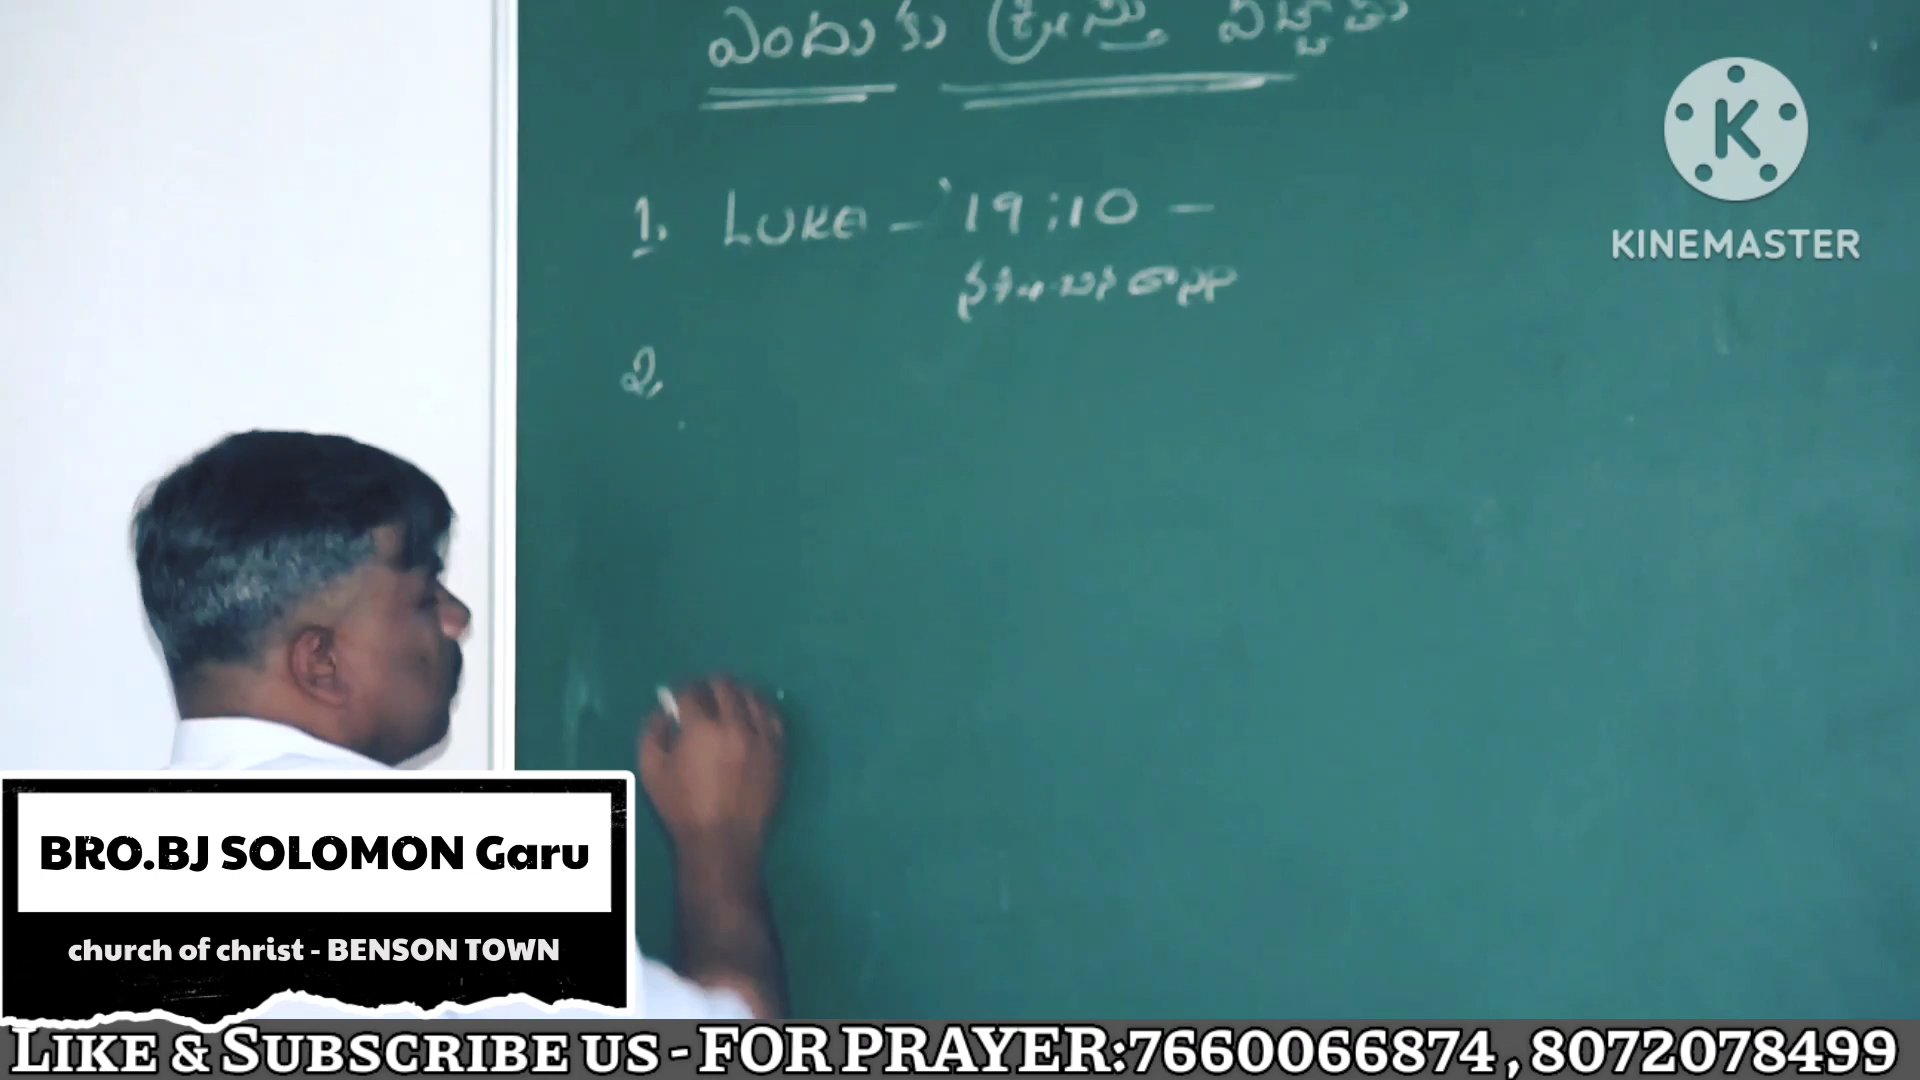 ఎందుకు క్రీస్తు వచ్చాడు
1. LUKE - 19:10 -
2.
K
KINEMASTER
BRO.BJ SOLOMON Garu
church of christ - BENSON TOWN
LIKE & SUBSCRIBE US - FOR PRAYER:7660066874 , 8072078499